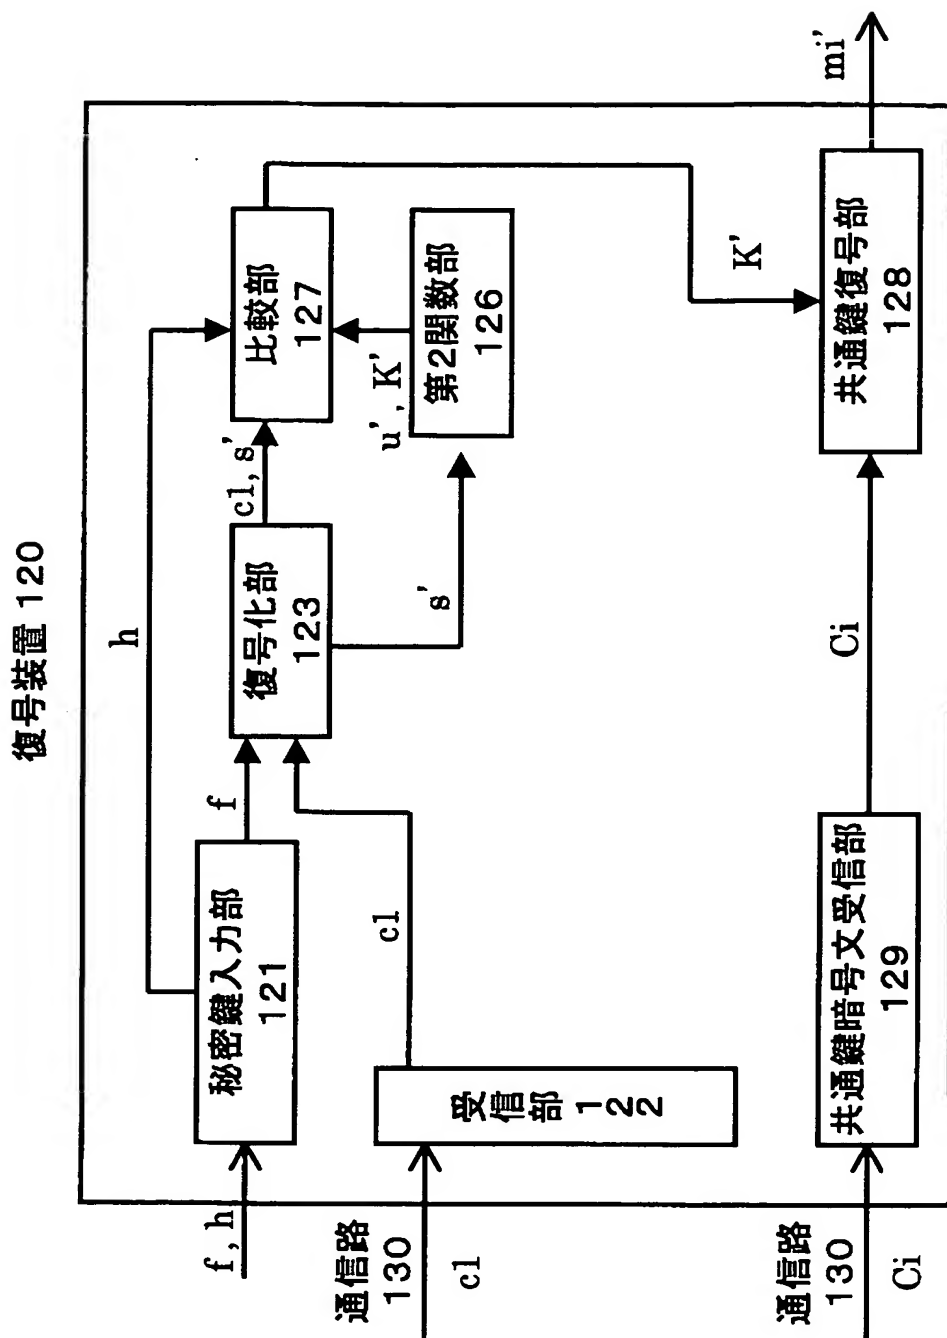 復号装置 120
h
f, h
秘密鍵入力部
121
f
復号化部
123
c1, s'
比較部
127
s'
u', K'
第2関数部
126
通信路
130
c1
受信部 122
c1
K'
通信路
130
Ci
共通鍵暗号文受信部
129
Ci
共通鍵復号部
128
mi'